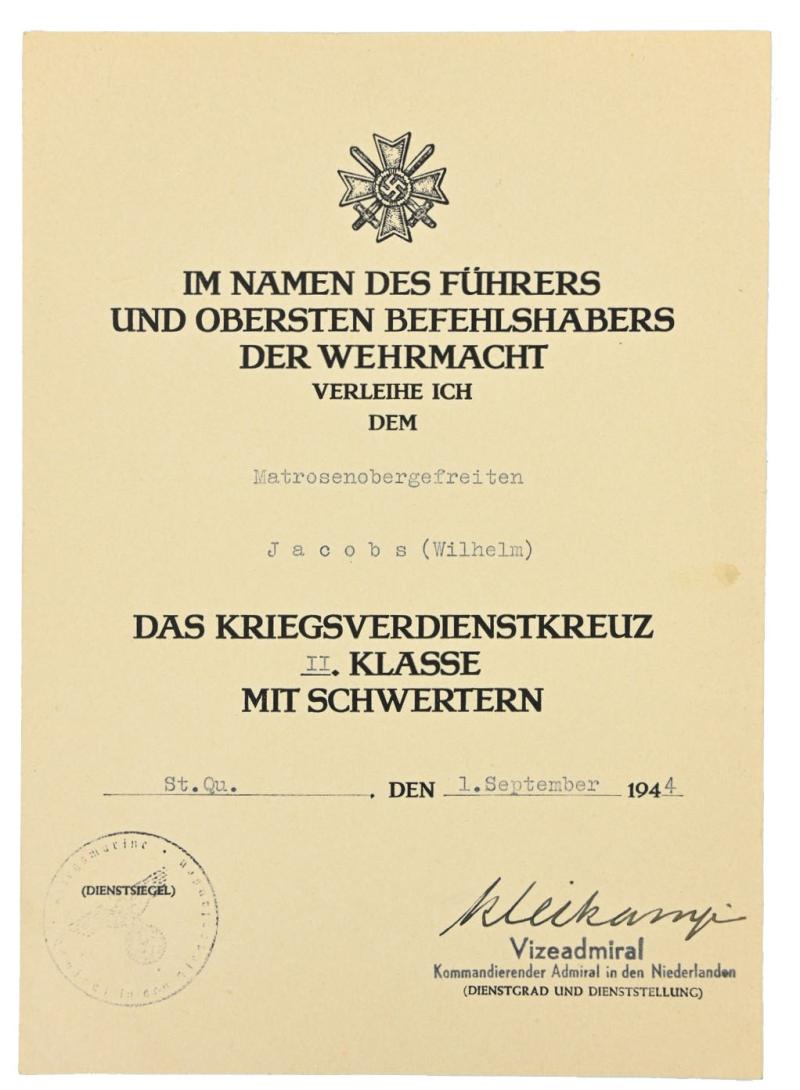 IM NAMEN DES FÜHRERS
UND OBERSTEN BEFEHLSHABERS
DER WEHRMACHT
VERLEIHE ICH
DEM
Matrosenobergefreiten
Jacobs (Wilhelm)
DAS KRIEGSVERDIENSTKREUZ
II. KLASSE
MIT SCHWERTERN
St.Qu. , DEN 1.September 1944
(DIENSTSIEGEL)
Kleikamp
Vizeadmiral
Kommandierender Admiral in den Niederlanden
(DIENSTGRAD UND DIENSTSTELLUNG)